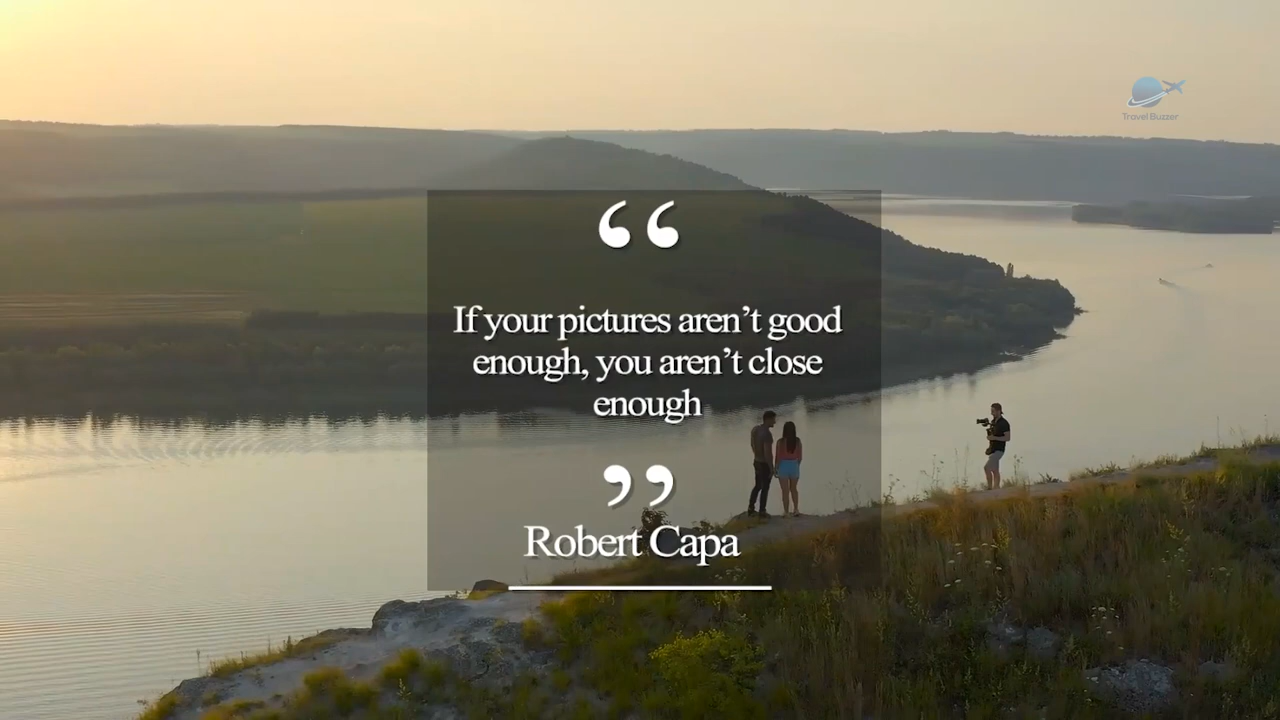 Travel Buzzer
“
If your pictures aren’t good
enough, you aren’t close
enough
”
Robert Capa